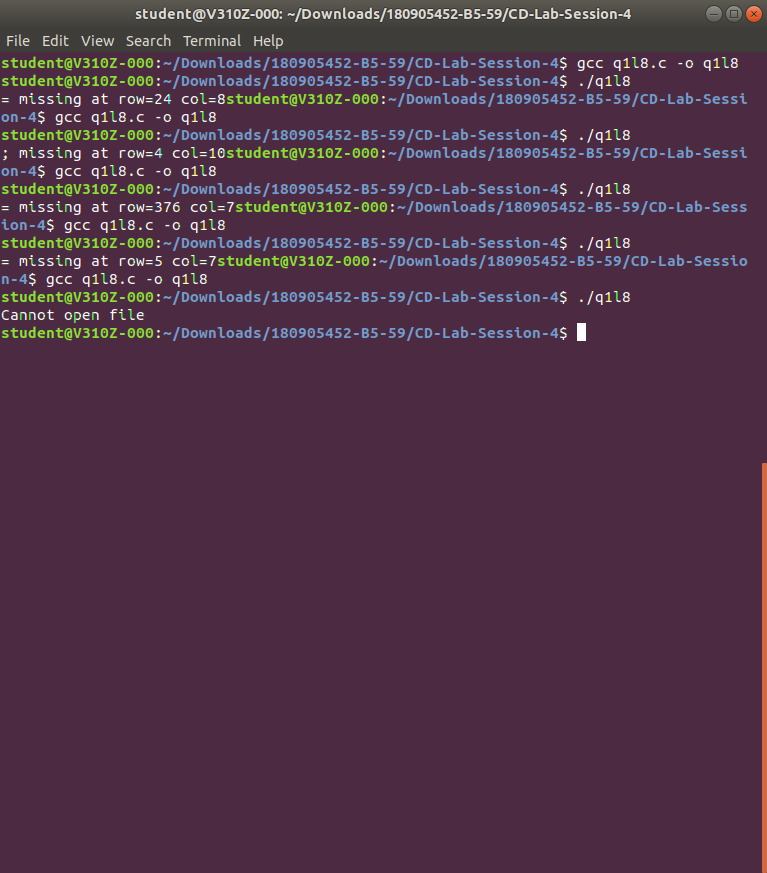 student@V310Z-000: ~/Downloads/180905452-B5-59/CD-Lab-Session-4
File Edit View Search Terminal Help
student@V310Z-000:~/Downloads/180905452-B5-59/CD-Lab-Session-4$ gcc q1l8.c -o q1l8
student@V310Z-000:~/Downloads/180905452-B5-59/CD-Lab-Session-4$ ./q1l8
= missing at row=24 col=8student@V310Z-000:~/Downloads/180905452-B5-59/CD-Lab-Sessi
on-4$ gcc q1l8.c -o q1l8
student@V310Z-000:~/Downloads/180905452-B5-59/CD-Lab-Session-4$ ./q1l8
; missing at row=4 col=10student@V310Z-000:~/Downloads/180905452-B5-59/CD-Lab-Sessi
on-4$ gcc q1l8.c -o q1l8
student@V310Z-000:~/Downloads/180905452-B5-59/CD-Lab-Session-4$ ./q1l8
= missing at row=376 col=7student@V310Z-000:~/Downloads/180905452-B5-59/CD-Lab-Sess
ion-4$ gcc q1l8.c -o q1l8
student@V310Z-000:~/Downloads/180905452-B5-59/CD-Lab-Session-4$ ./q1l8
= missing at row=5 col=7student@V310Z-000:~/Downloads/180905452-B5-59/CD-Lab-Sessio
n-4$ gcc q1l8.c -o q1l8
student@V310Z-000:~/Downloads/180905452-B5-59/CD-Lab-Session-4$ ./q1l8
Cannot open file
student@V310Z-000:~/Downloads/180905452-B5-59/CD-Lab-Session-4$